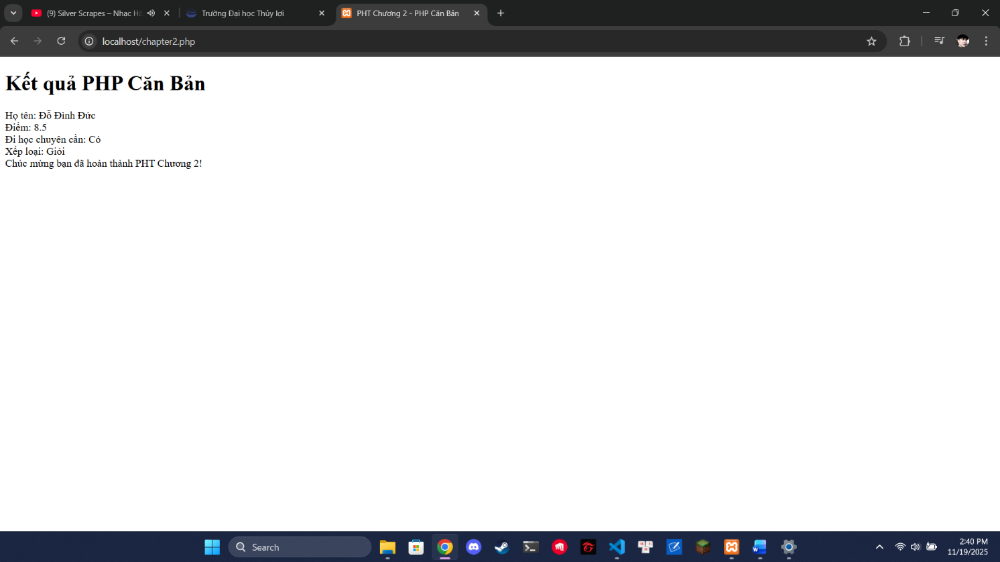 (9) Silver Scrapes – Nhạc
Trường Đại học Thủy lợi
PHT Chương 2 - PHP Căn Bản
localhost/chapter2.php
Kết quả PHP Căn Bản
Họ tên: Đỗ Đình Đức
Điểm: 8.5
Đi học chuyên cần: Có
Xếp loại: Giỏi
Chúc mừng bạn đã hoàn thành PHT Chương 2!
Search
2:40 PM
11/19/2025